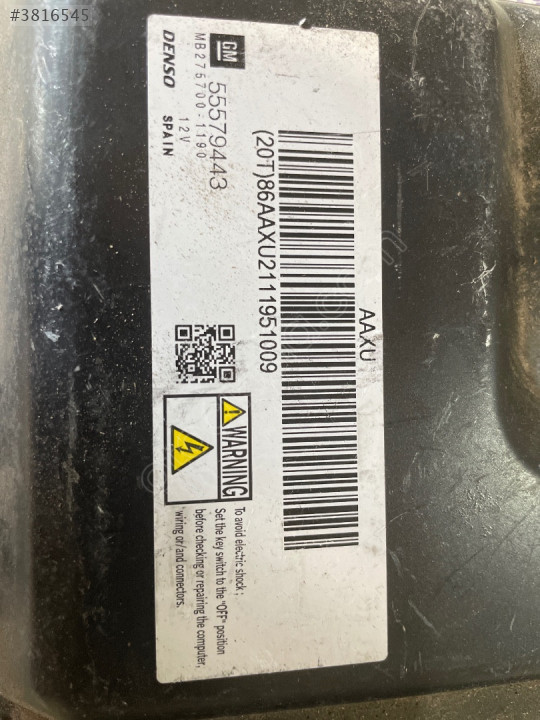 #3816545
AAXU
(20T)86AAXU2111951009
GM
55579443
MB275700-1190
12V
DENSO SPAIN
WARNING
To avoid electric shock;
Set the key switch to the "OFF" position
before checking or repairing the computer,
wiring or/and connectors.